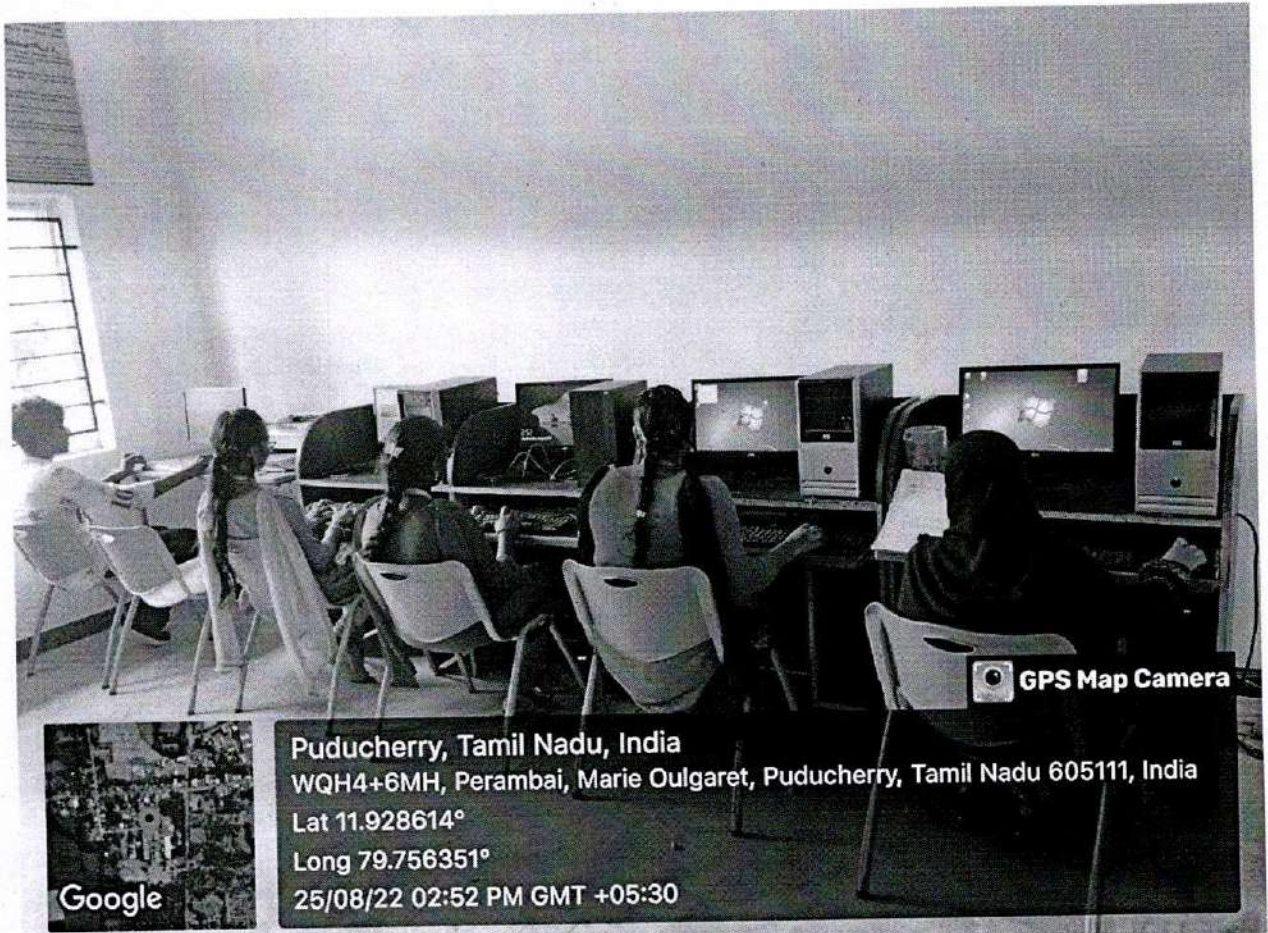 GPS Map Camera
Puducherry, Tamil Nadu, India
WQH4+6MH, Perambai, Marie Oulgaret, Puducherry, Tamil Nadu 605111, India
Lat 11.928614°
Long 79.756351°
25/08/22 02:52 PM GMT +05:30
Google